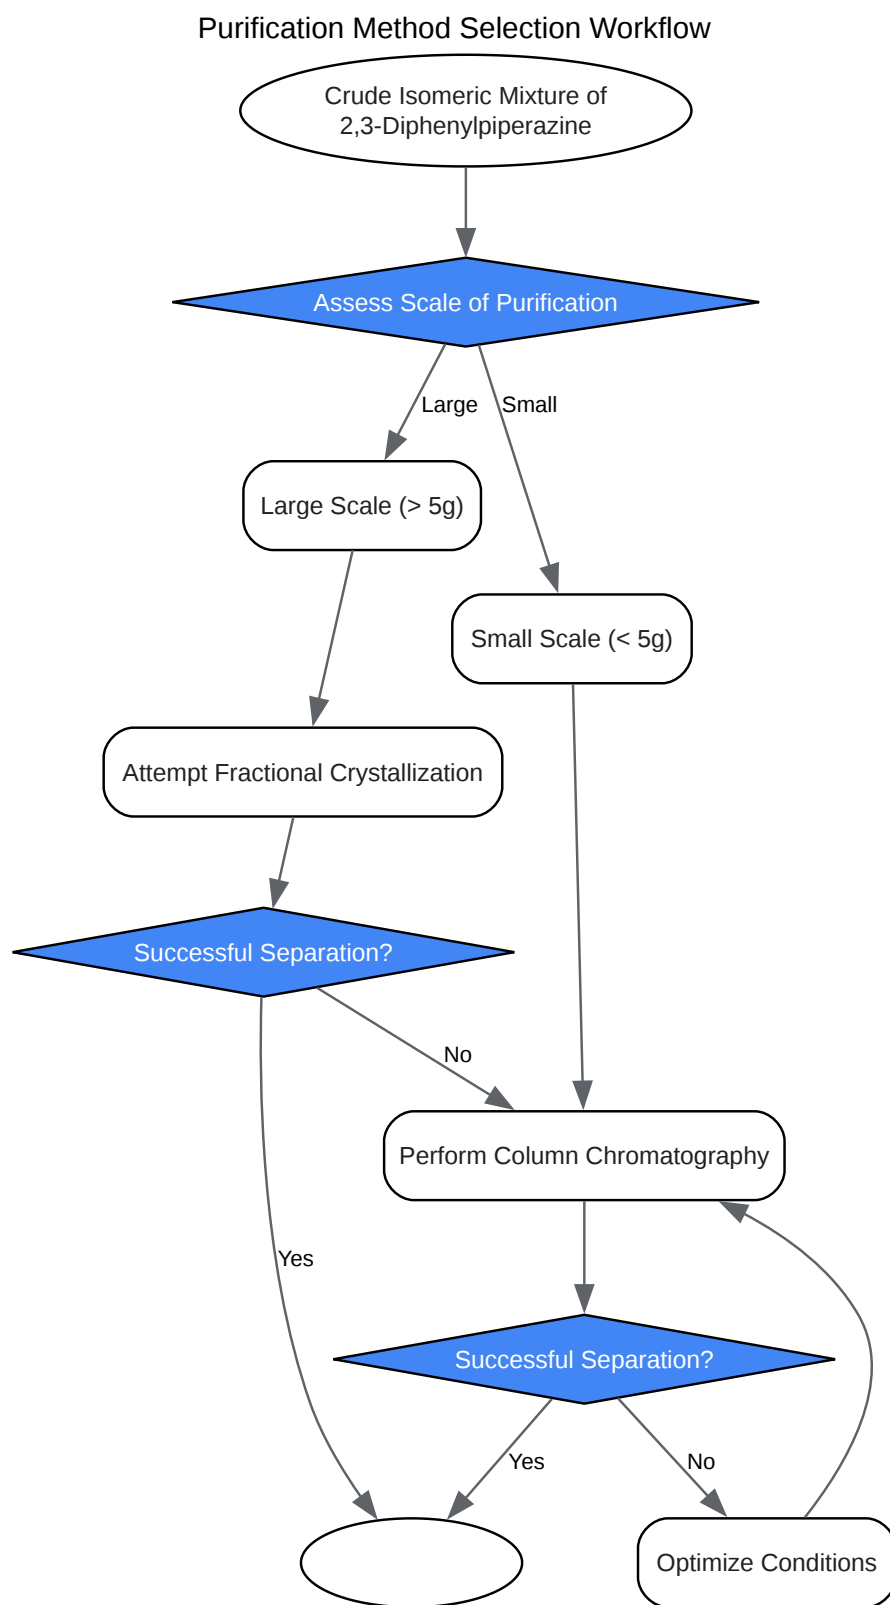 Purification Method Selection Workflow
Crude Isomeric Mixture of
2,3-Diphenylpiperazine
Assess Scale of Purification
Large
Small
Large Scale (> 5g)
Small Scale (< 5g)
Attempt Fractional Crystallization
Successful Separation?
No
Perform Column Chromatography
Yes
Successful Separation?
Yes
No
Optimize Conditions